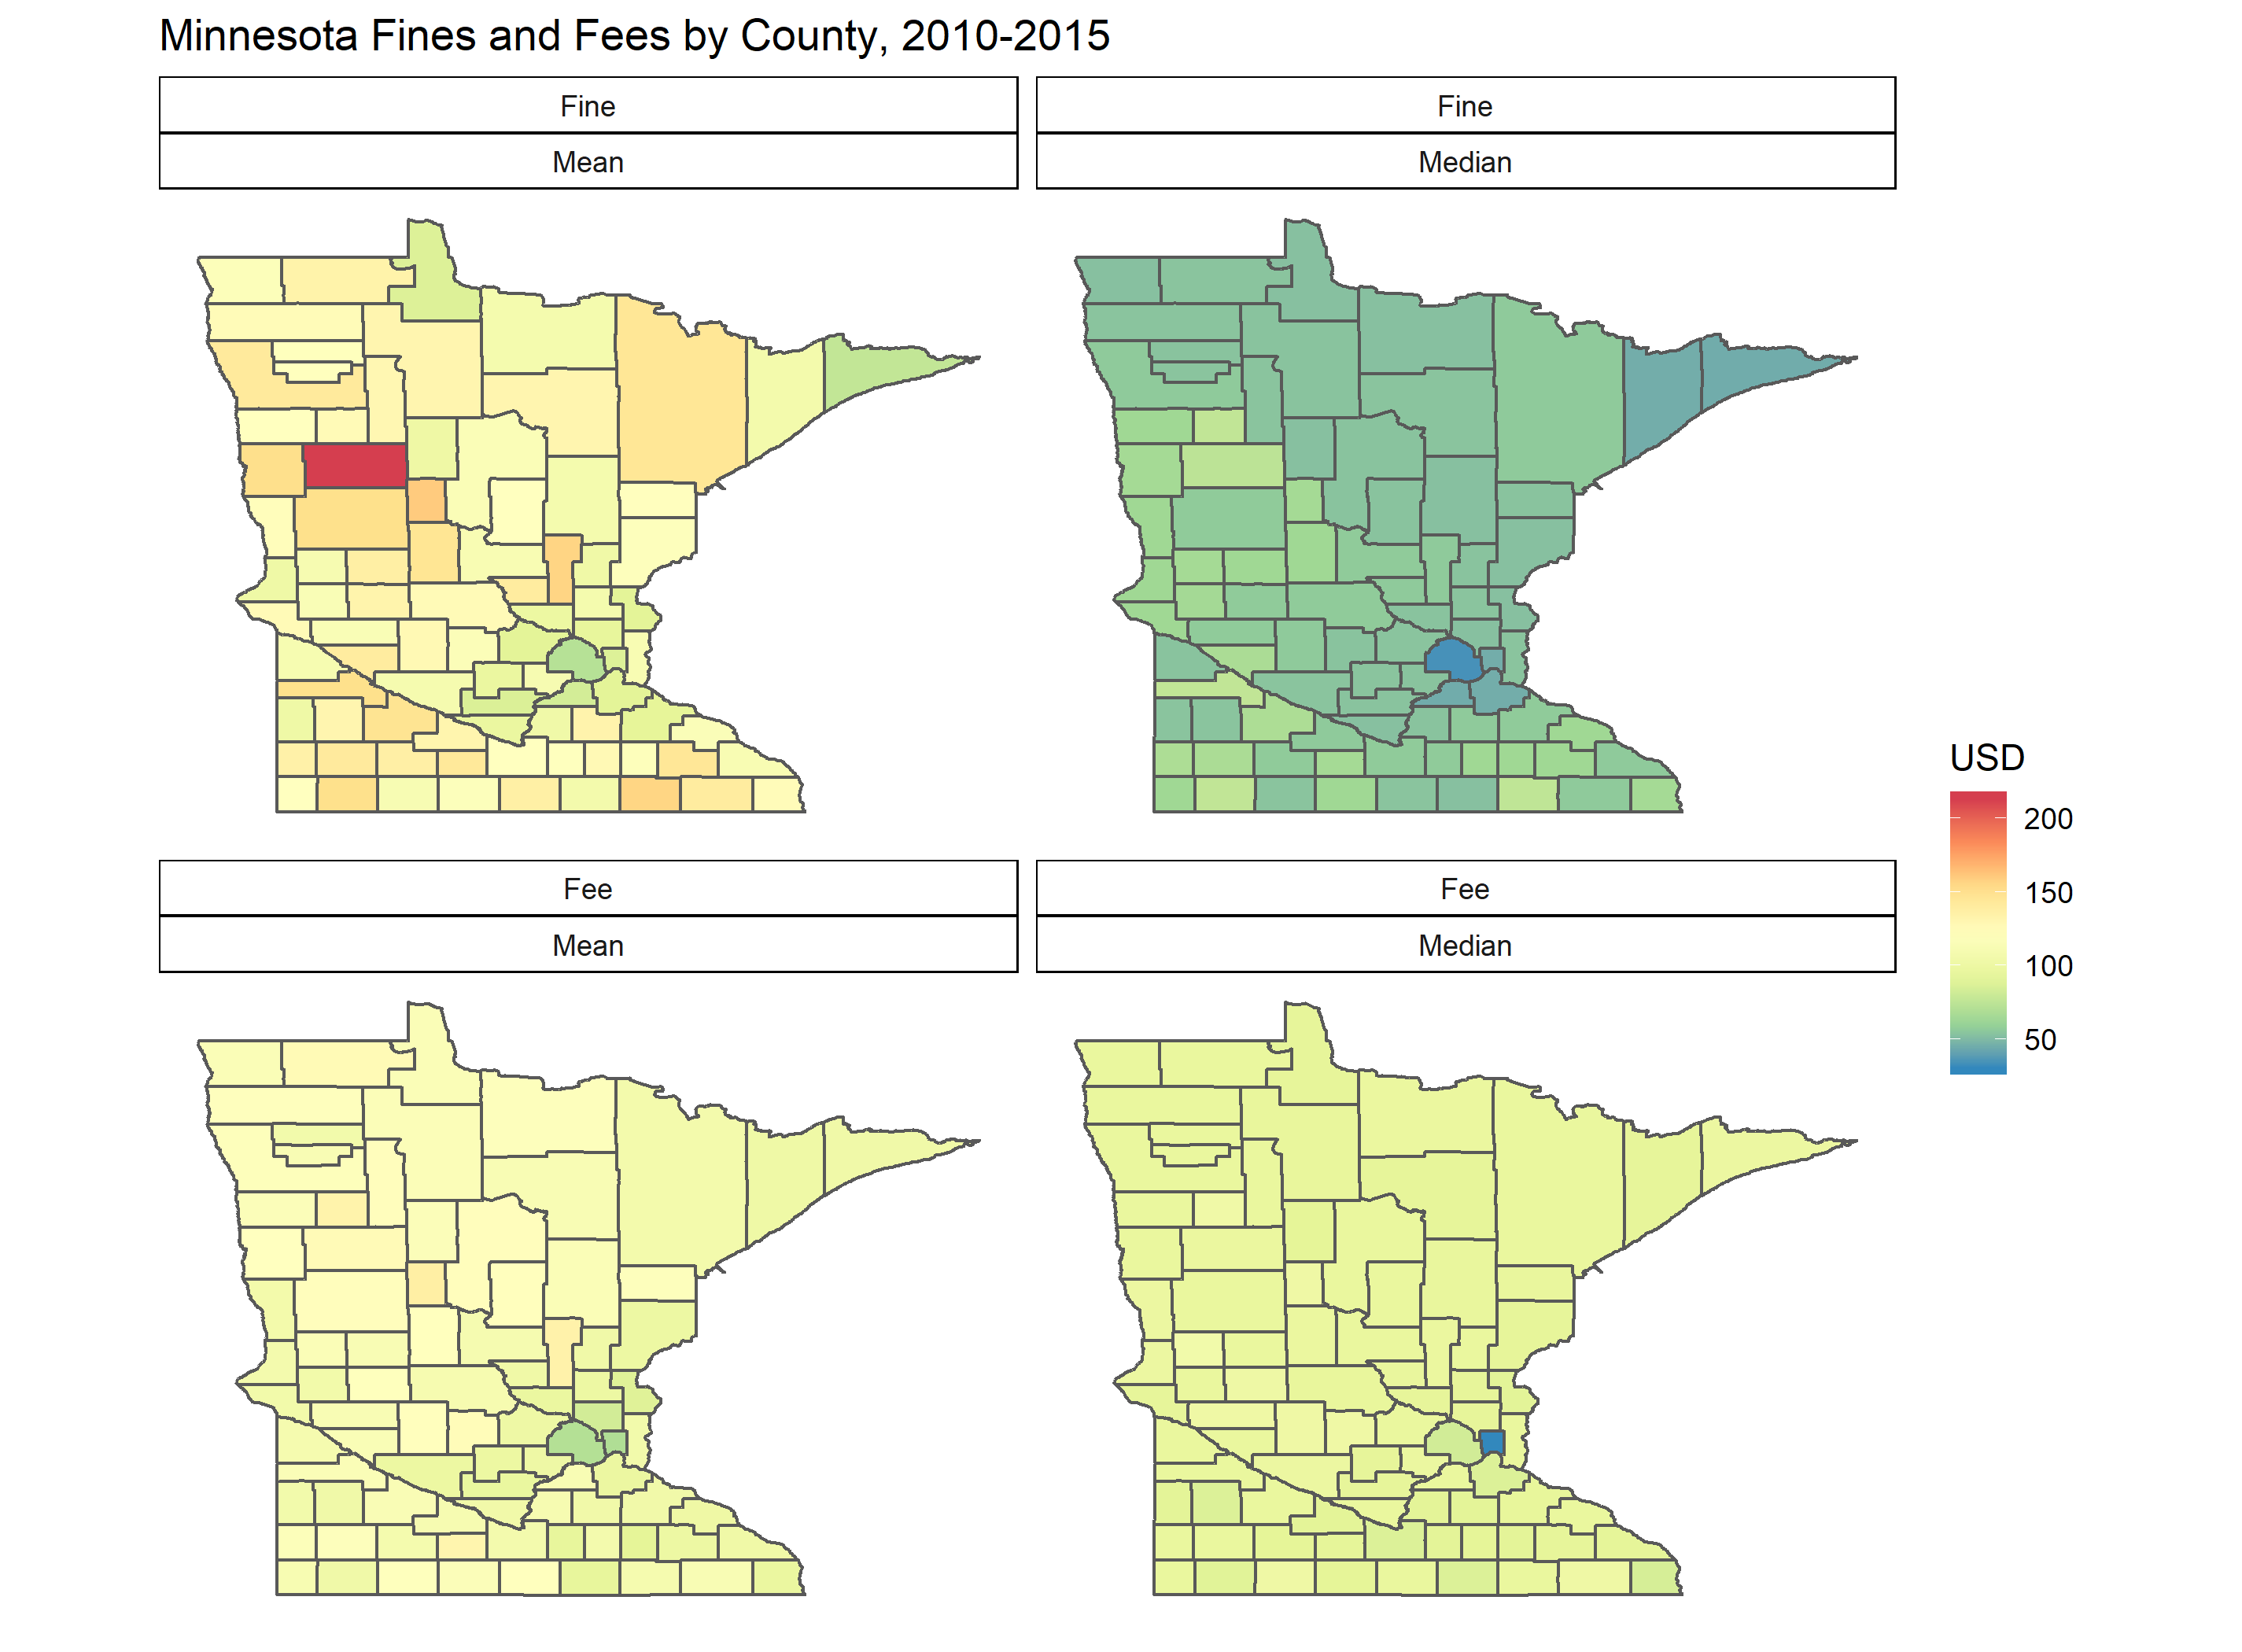 Minnesota Fines and Fees by County, 2010-2015
Fine
Fine
Mean
Median
Fee
Fee
Mean
Median
USD
200
150
100
50